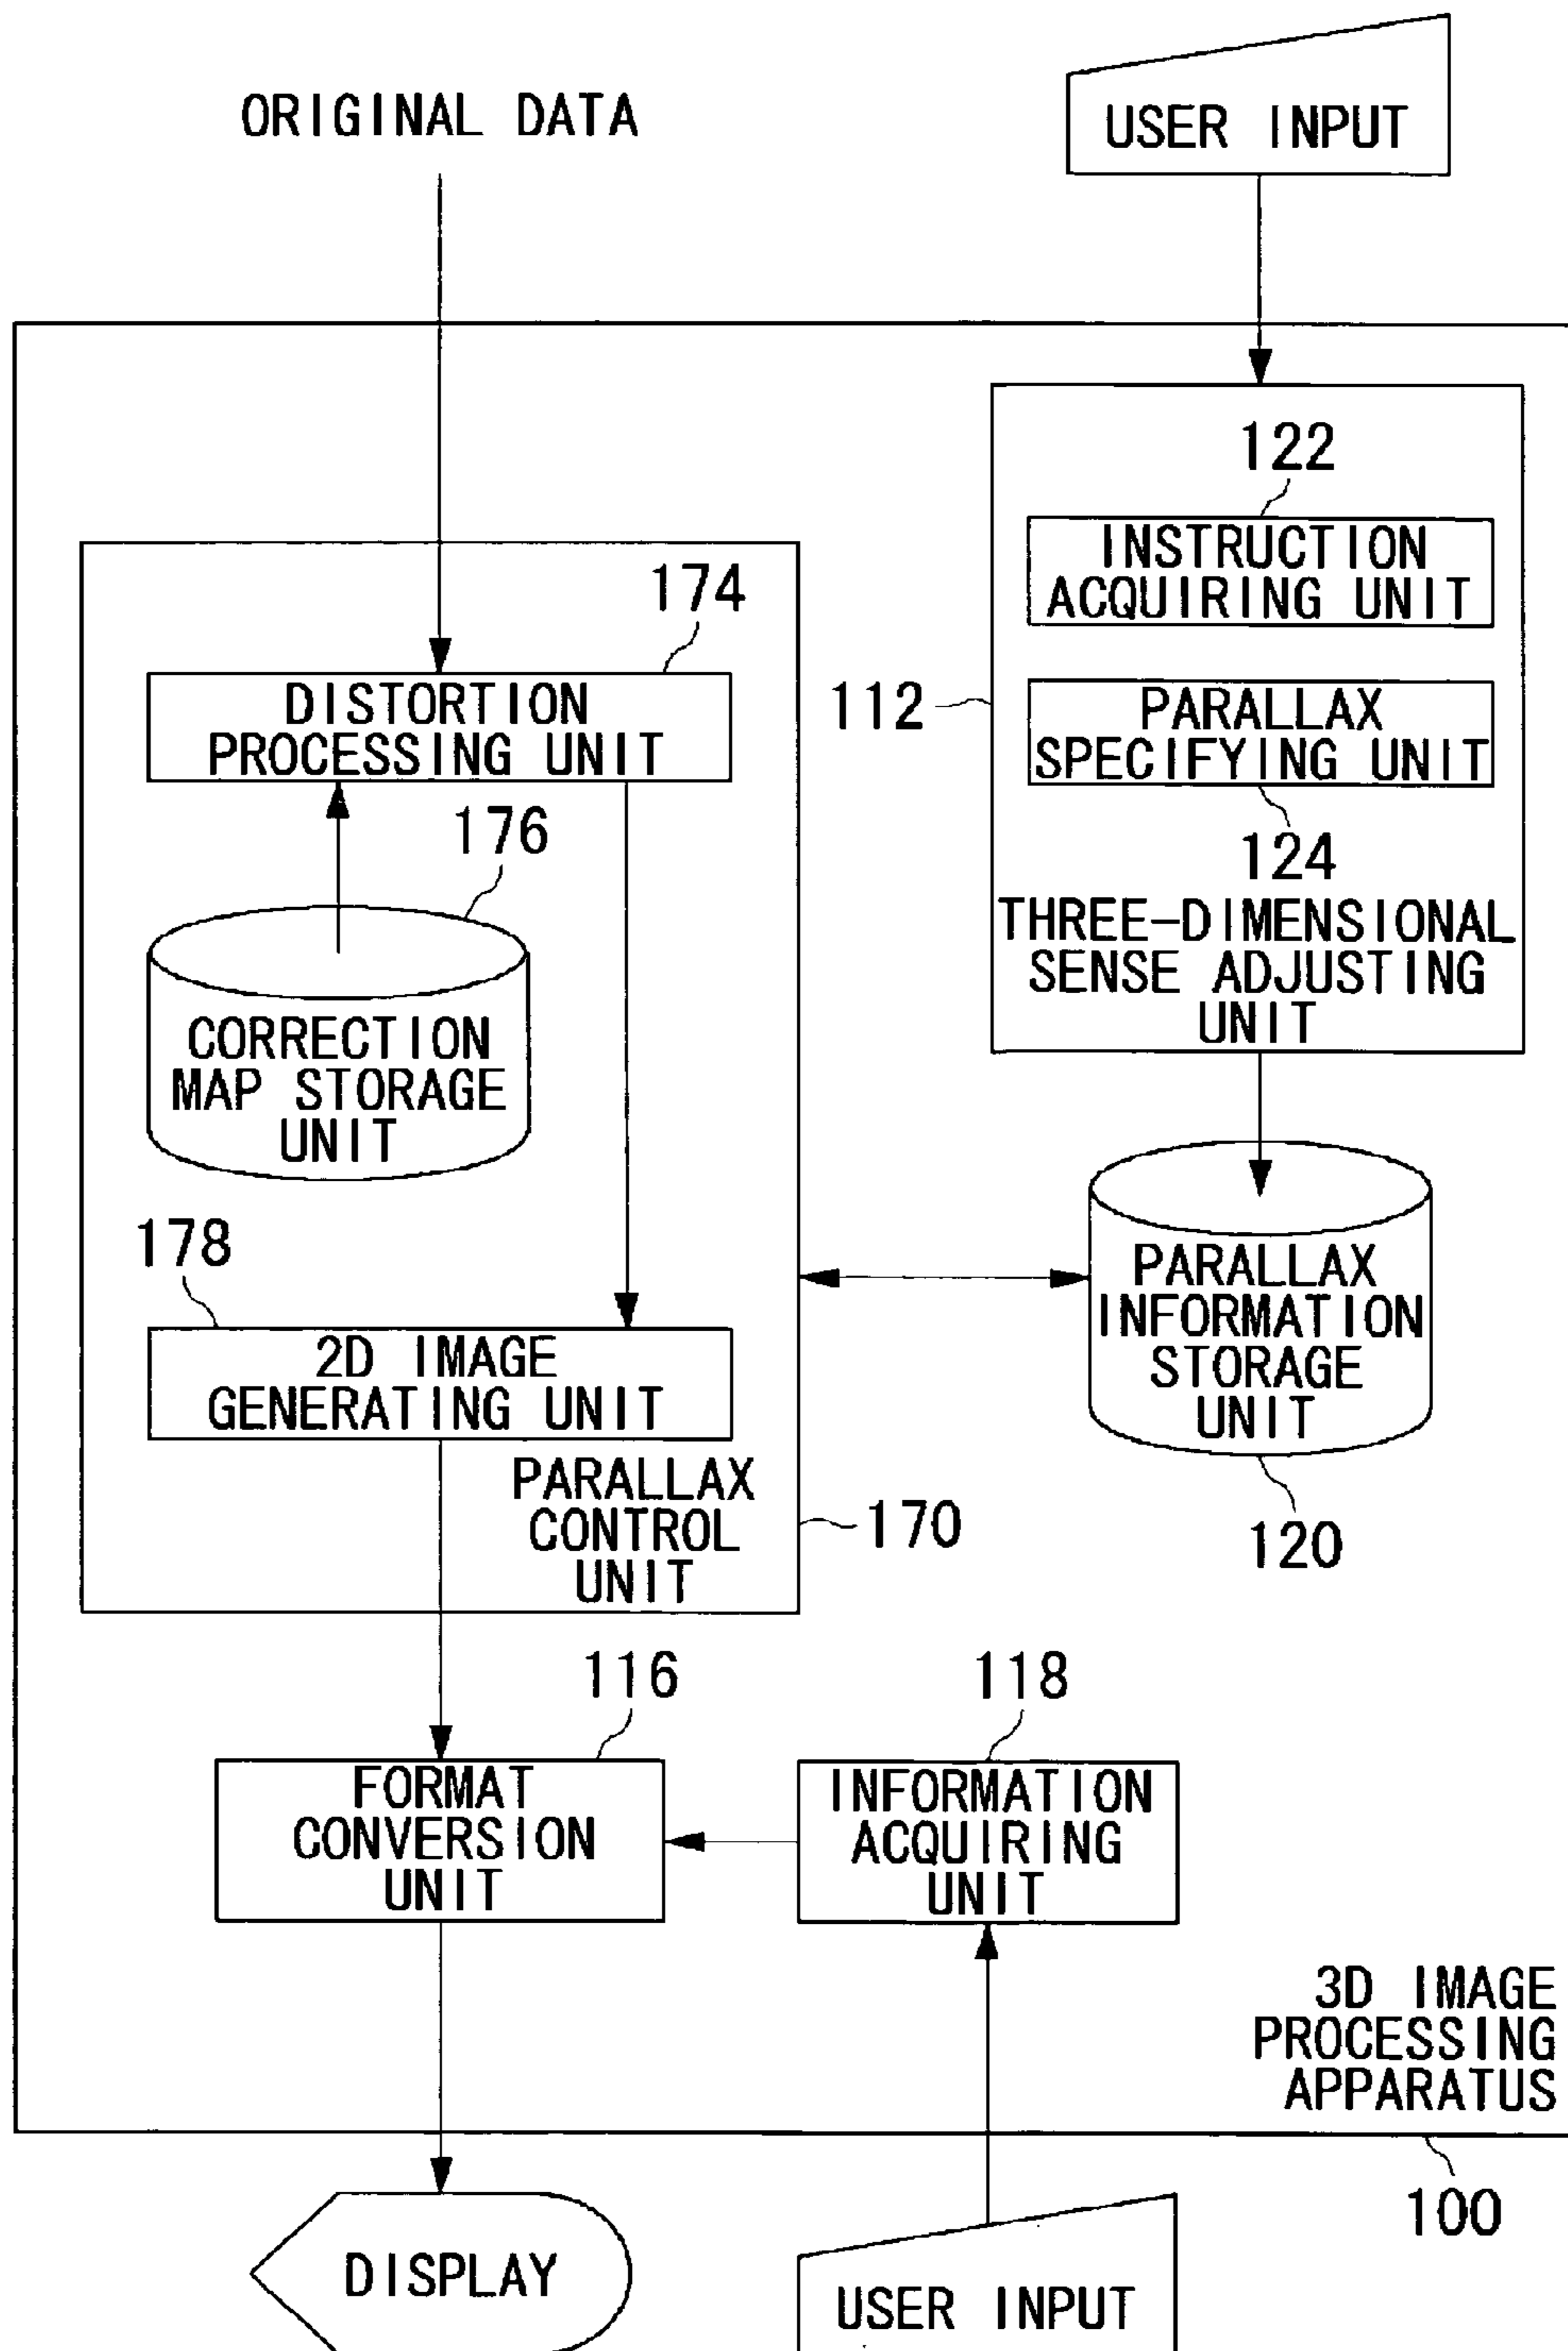 ORIGINAL DATA
USER INPUT
122
INSTRUCTION
ACQUIRING UNIT
174
DISTORTION
PROCESSING UNIT
112
PARALLAX
SPECIFYING UNIT
176
124
THREE-DIMENSIONAL
SENSE ADJUSTING
UNIT
CORRECTION
MAP STORAGE
UNIT
178
2D IMAGE
GENERATING UNIT
PARALLAX
INFORMATION
STORAGE
UNIT
PARALLAX
CONTROL
UNIT
170
120
116
118
FORMAT
CONVERSION
UNIT
INFORMATION
ACQUIRING
UNIT
3D IMAGE
PROCESSING
APPARATUS
100
DISPLAY
USER INPUT